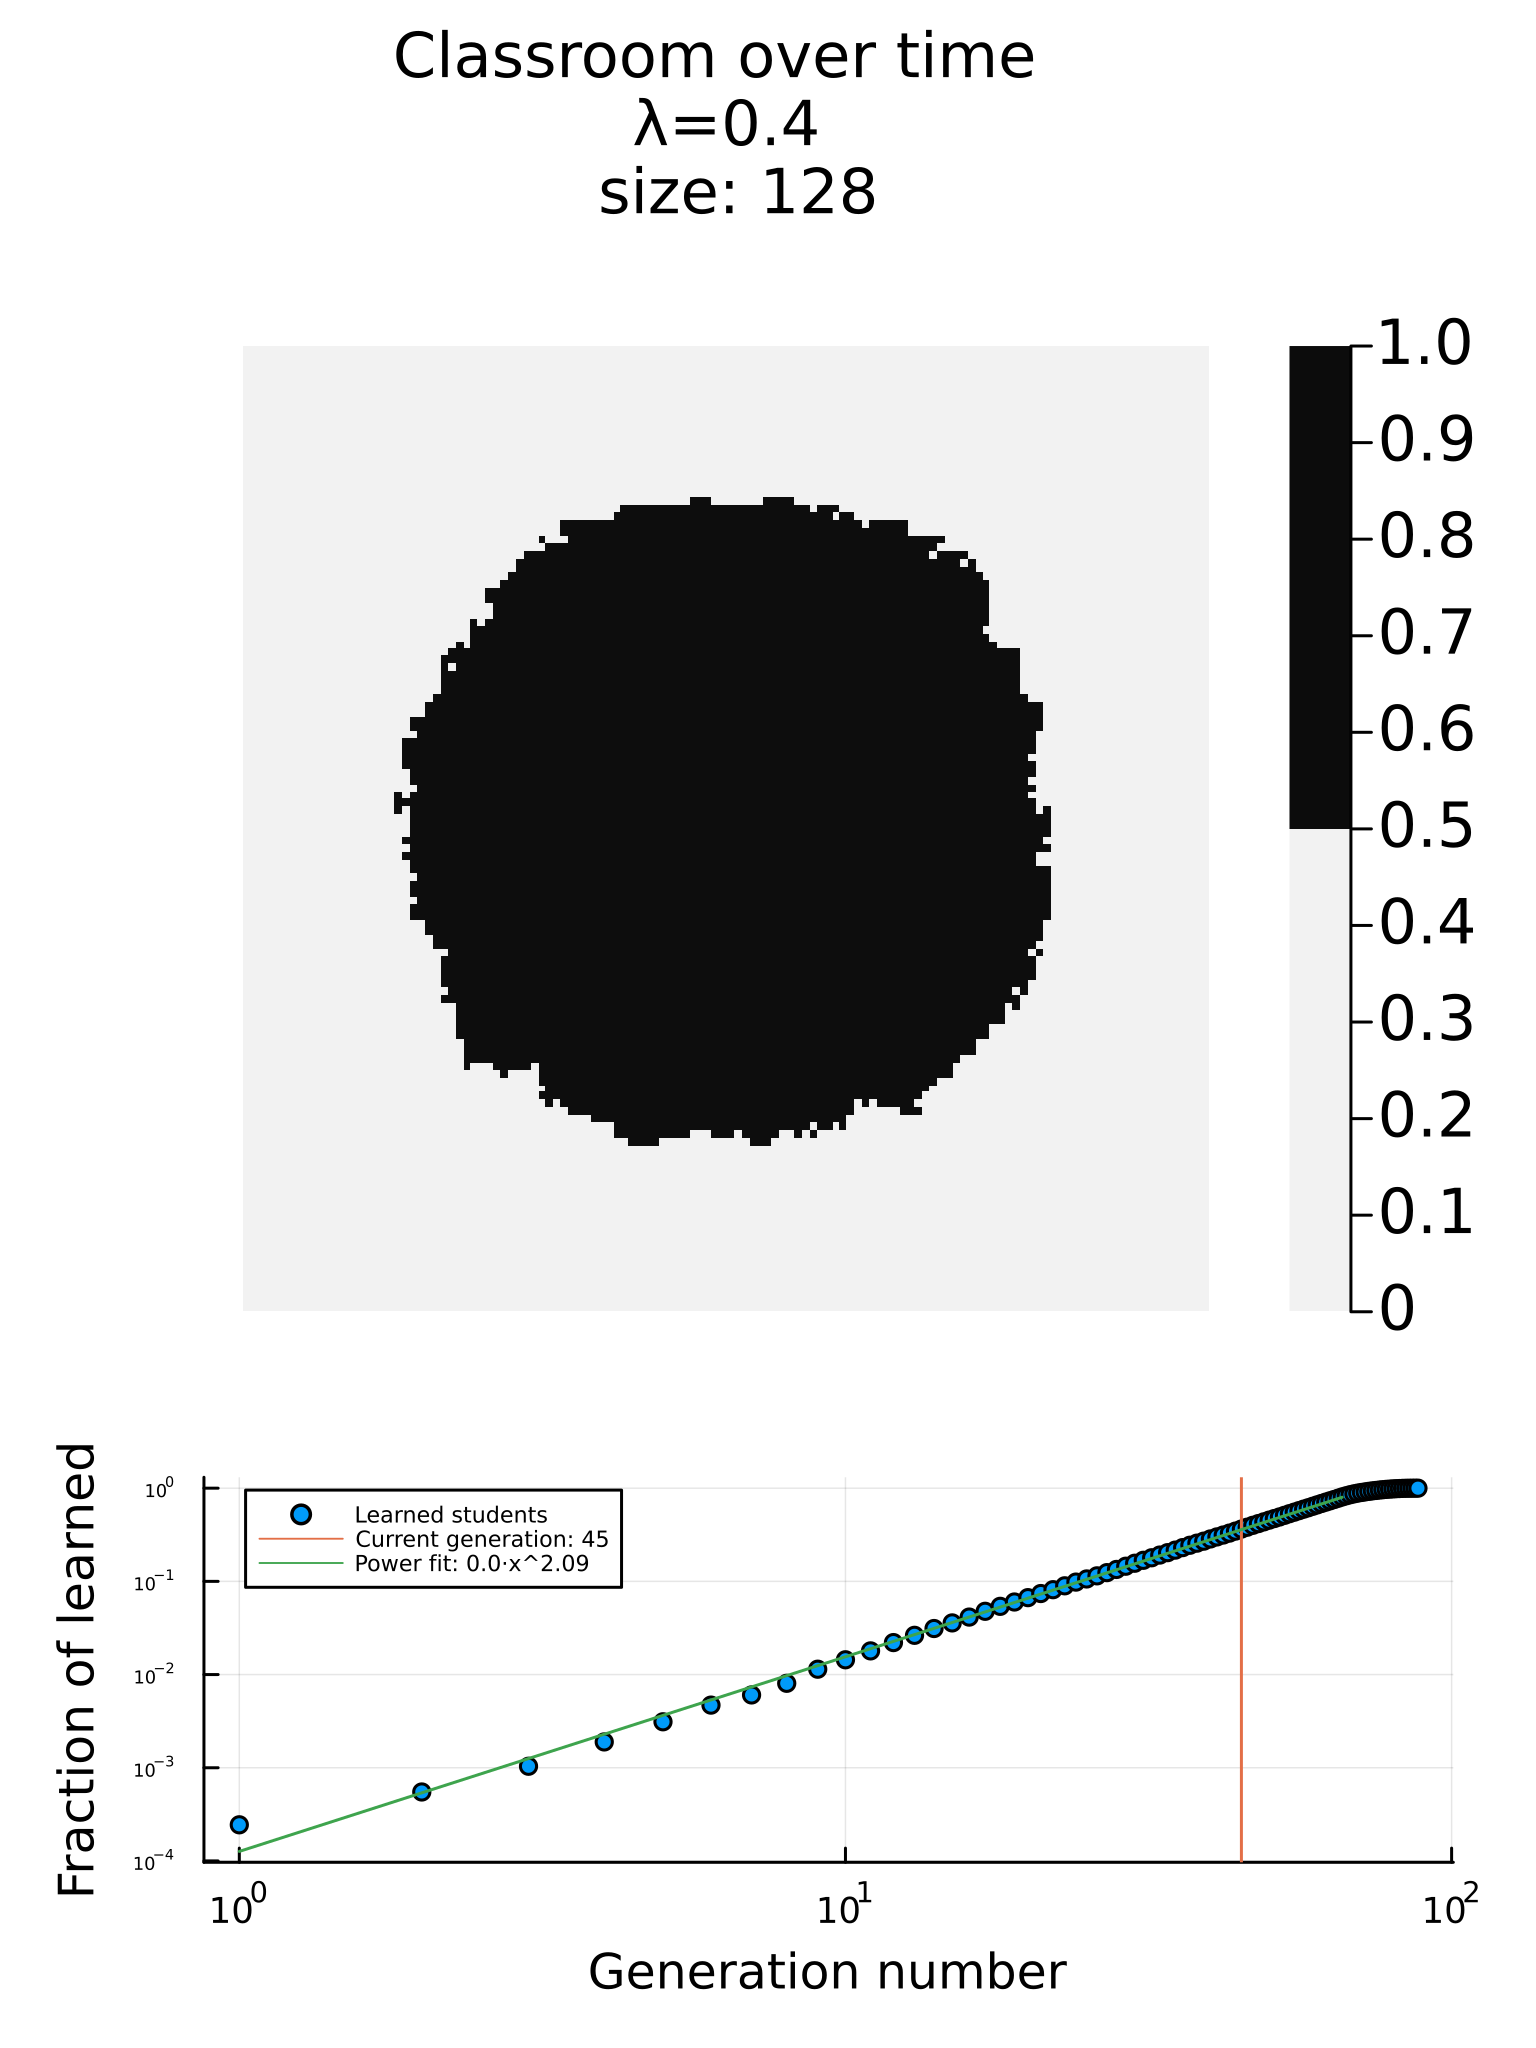 Classroom over time
λ=0.4
size: 128
1.0
0.9
0.8
0.7
0.6
0.5
0.4
0.3
0.2
0.1
0
Fraction of learned
10^0
10^-1
10^-2
10^-3
10^-4
Learned students
Current generation: 45
Power fit: 0.0·x^2.09
10^0 10^1 10^2
Generation number